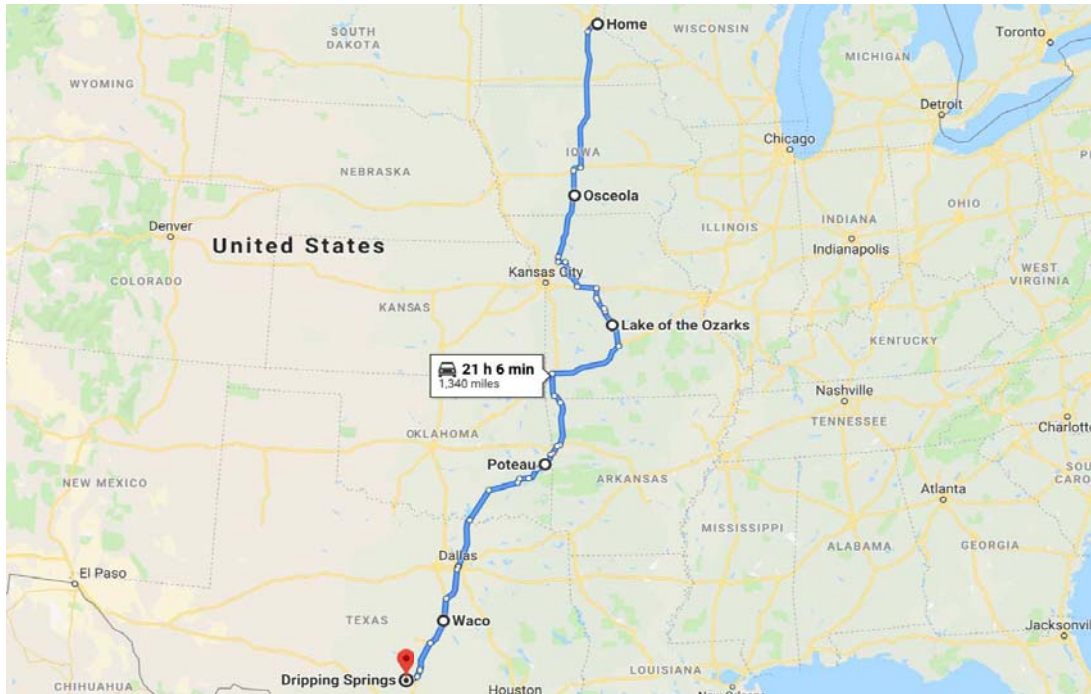 Home
SOUTH
DAKOTA
WISCONSIN
Toronto
MICHIGAN
WYOMING
Detroit
Chicago
IOWA
NEBRASKA
Osceola
OHIO
ILLINOIS
INDIANA
Denver
United States
Indianapolis
Kansas City
WEST
VIRGINIA
COLORADO
KANSAS
Lake of the Ozarks
KENTUCKY
21 h 6 min
1,340 miles
Nashville
TENNESSEE
Charlotte
OKLAHOMA
Poteau
ARKANSAS
NEW MEXICO
Atlanta
MISSISSIPPI
ALABAMA
GEORGIA
Dallas
El Paso
TEXAS
Waco
Jacksonvil
LOUISIANA
Dripping Springs
CHIHUAHUA
Houston